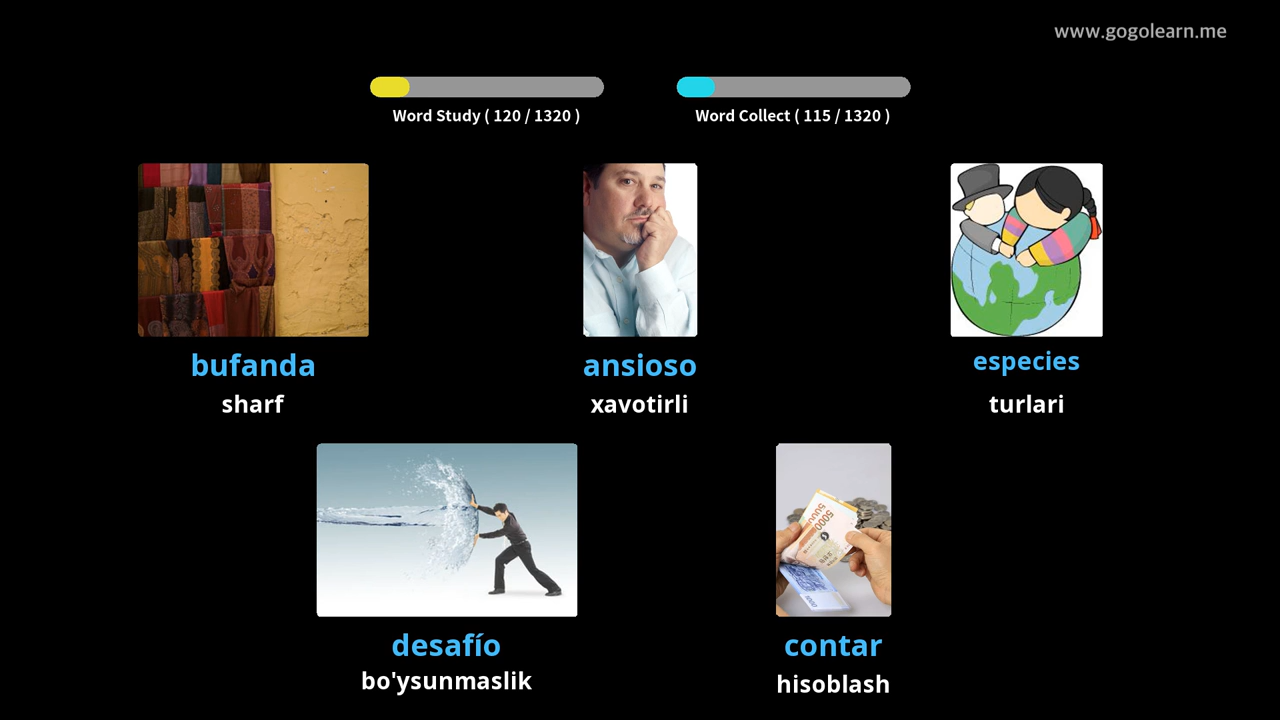 www.gogolearn.me
Word Study ( 120 / 1320 )
Word Collect ( 115 / 1320 )
bufanda
sharf
ansioso
xavotirli
especies
turlari
desafío
bo'ysunmaslik
contar
hisoblash
5000